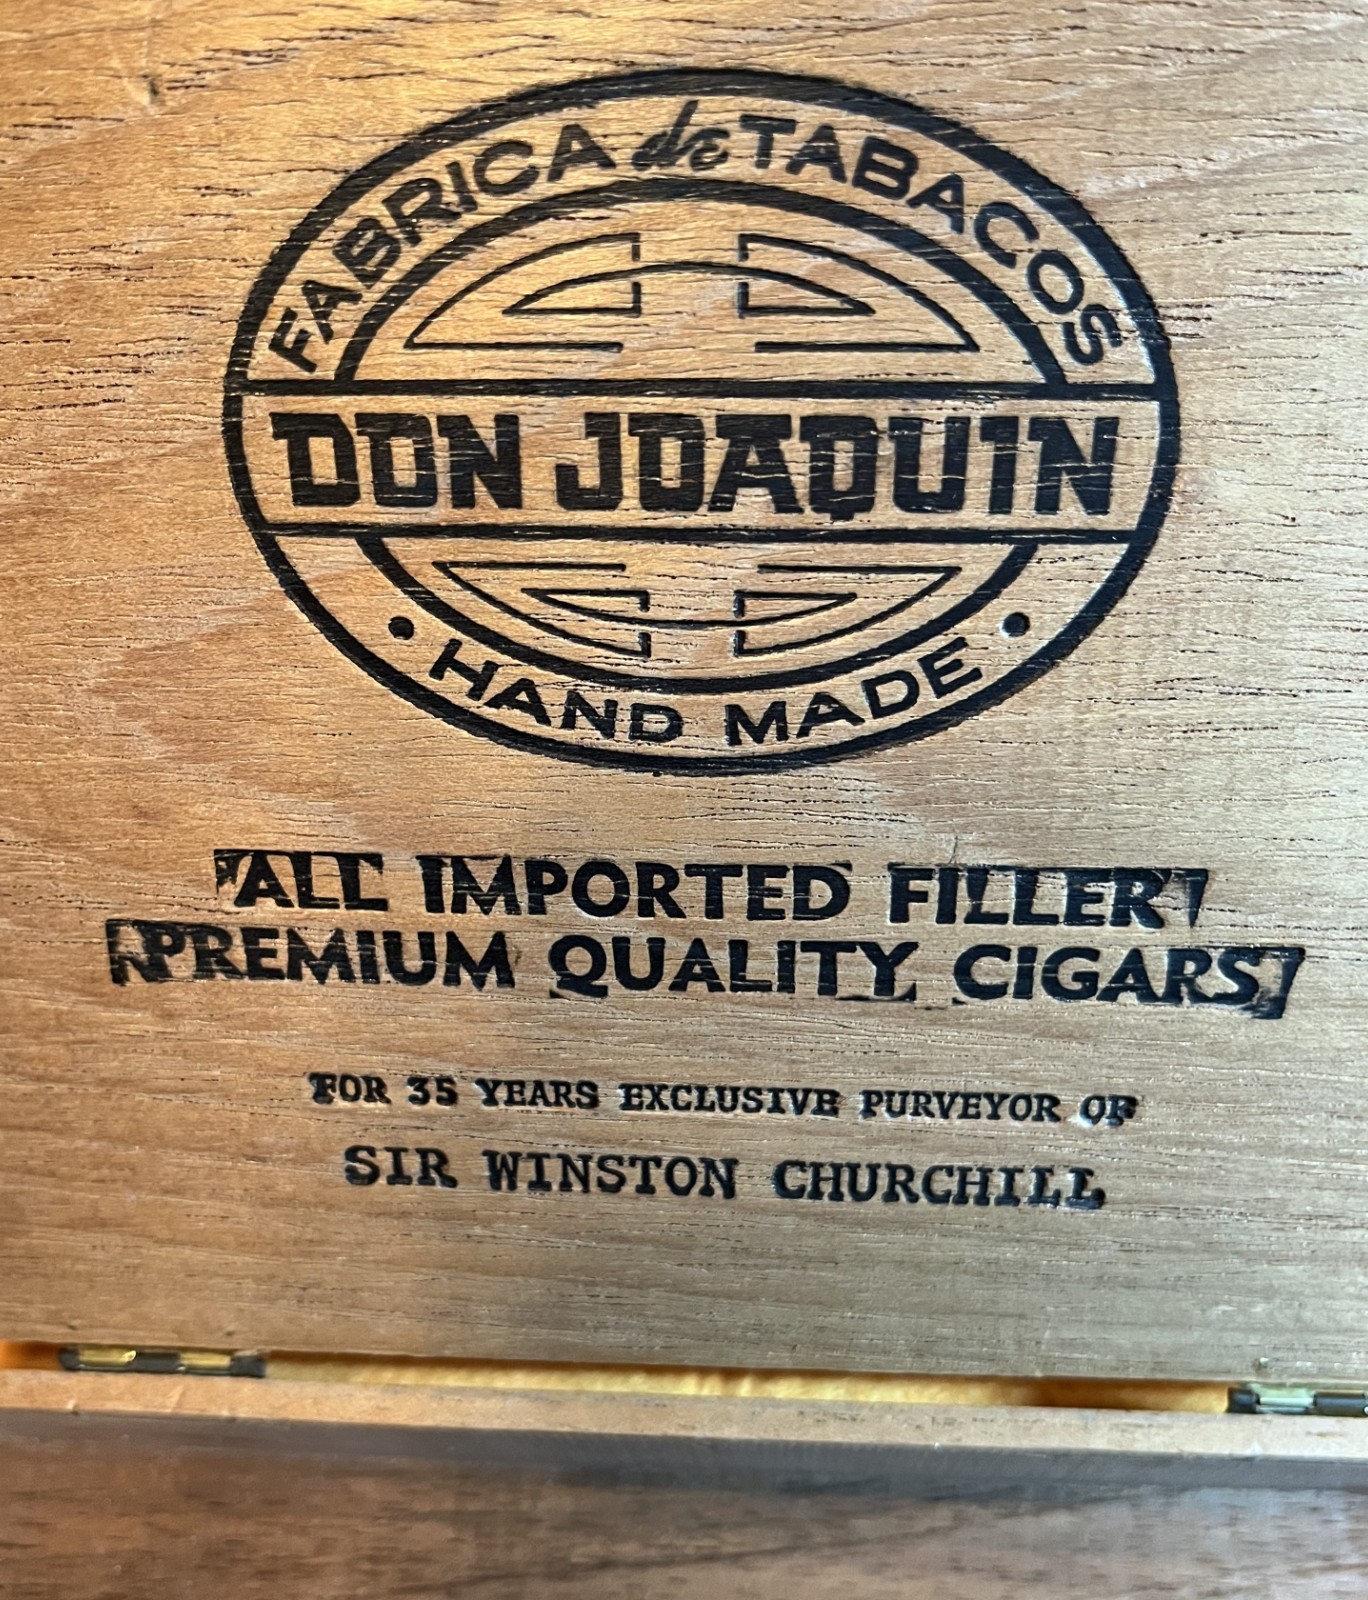 FABRICA de TABACOS
DON JOAQUIN
HAND MADE
ALL IMPORTED FILLER
PREMIUM QUALITY CIGARS
FOR 35 YEARS EXCLUSIVE PURVEYOR OF
SIR WINSTON CHURCHILL